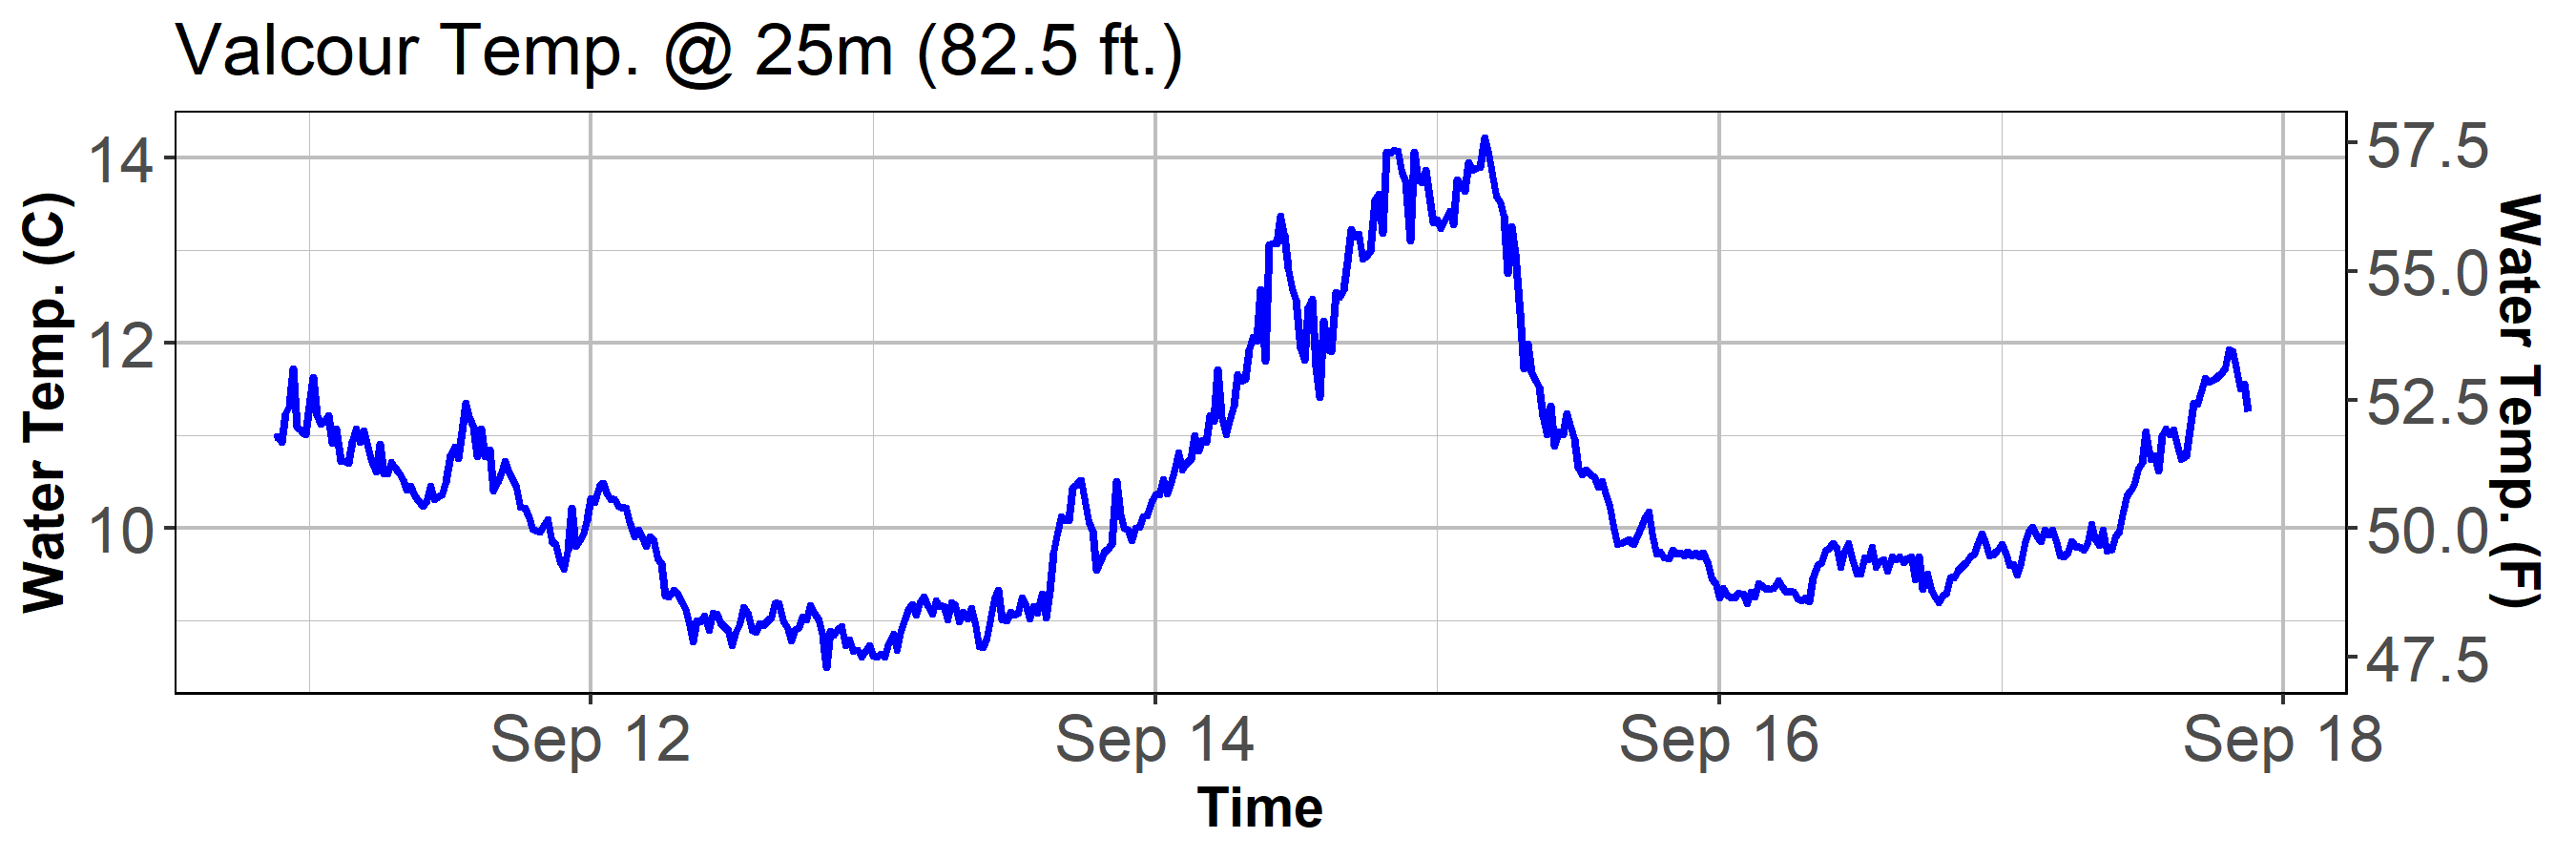 Valcour Temp. @ 25m (82.5 ft.)
Water Temp. (C)
14
12
10
57.5
55.0
52.5
50.0
47.5
Water Temp. (F)
Sep 12 Sep 14 Sep 16 Sep 18
Time